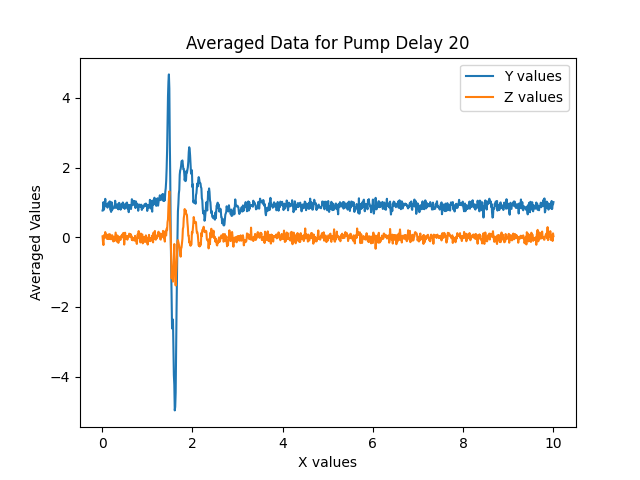 Averaged Data for Pump Delay 20
Y values
Z values
Averaged Values
4
2
0
−2
−4
0 2 4 6 8 10
X values